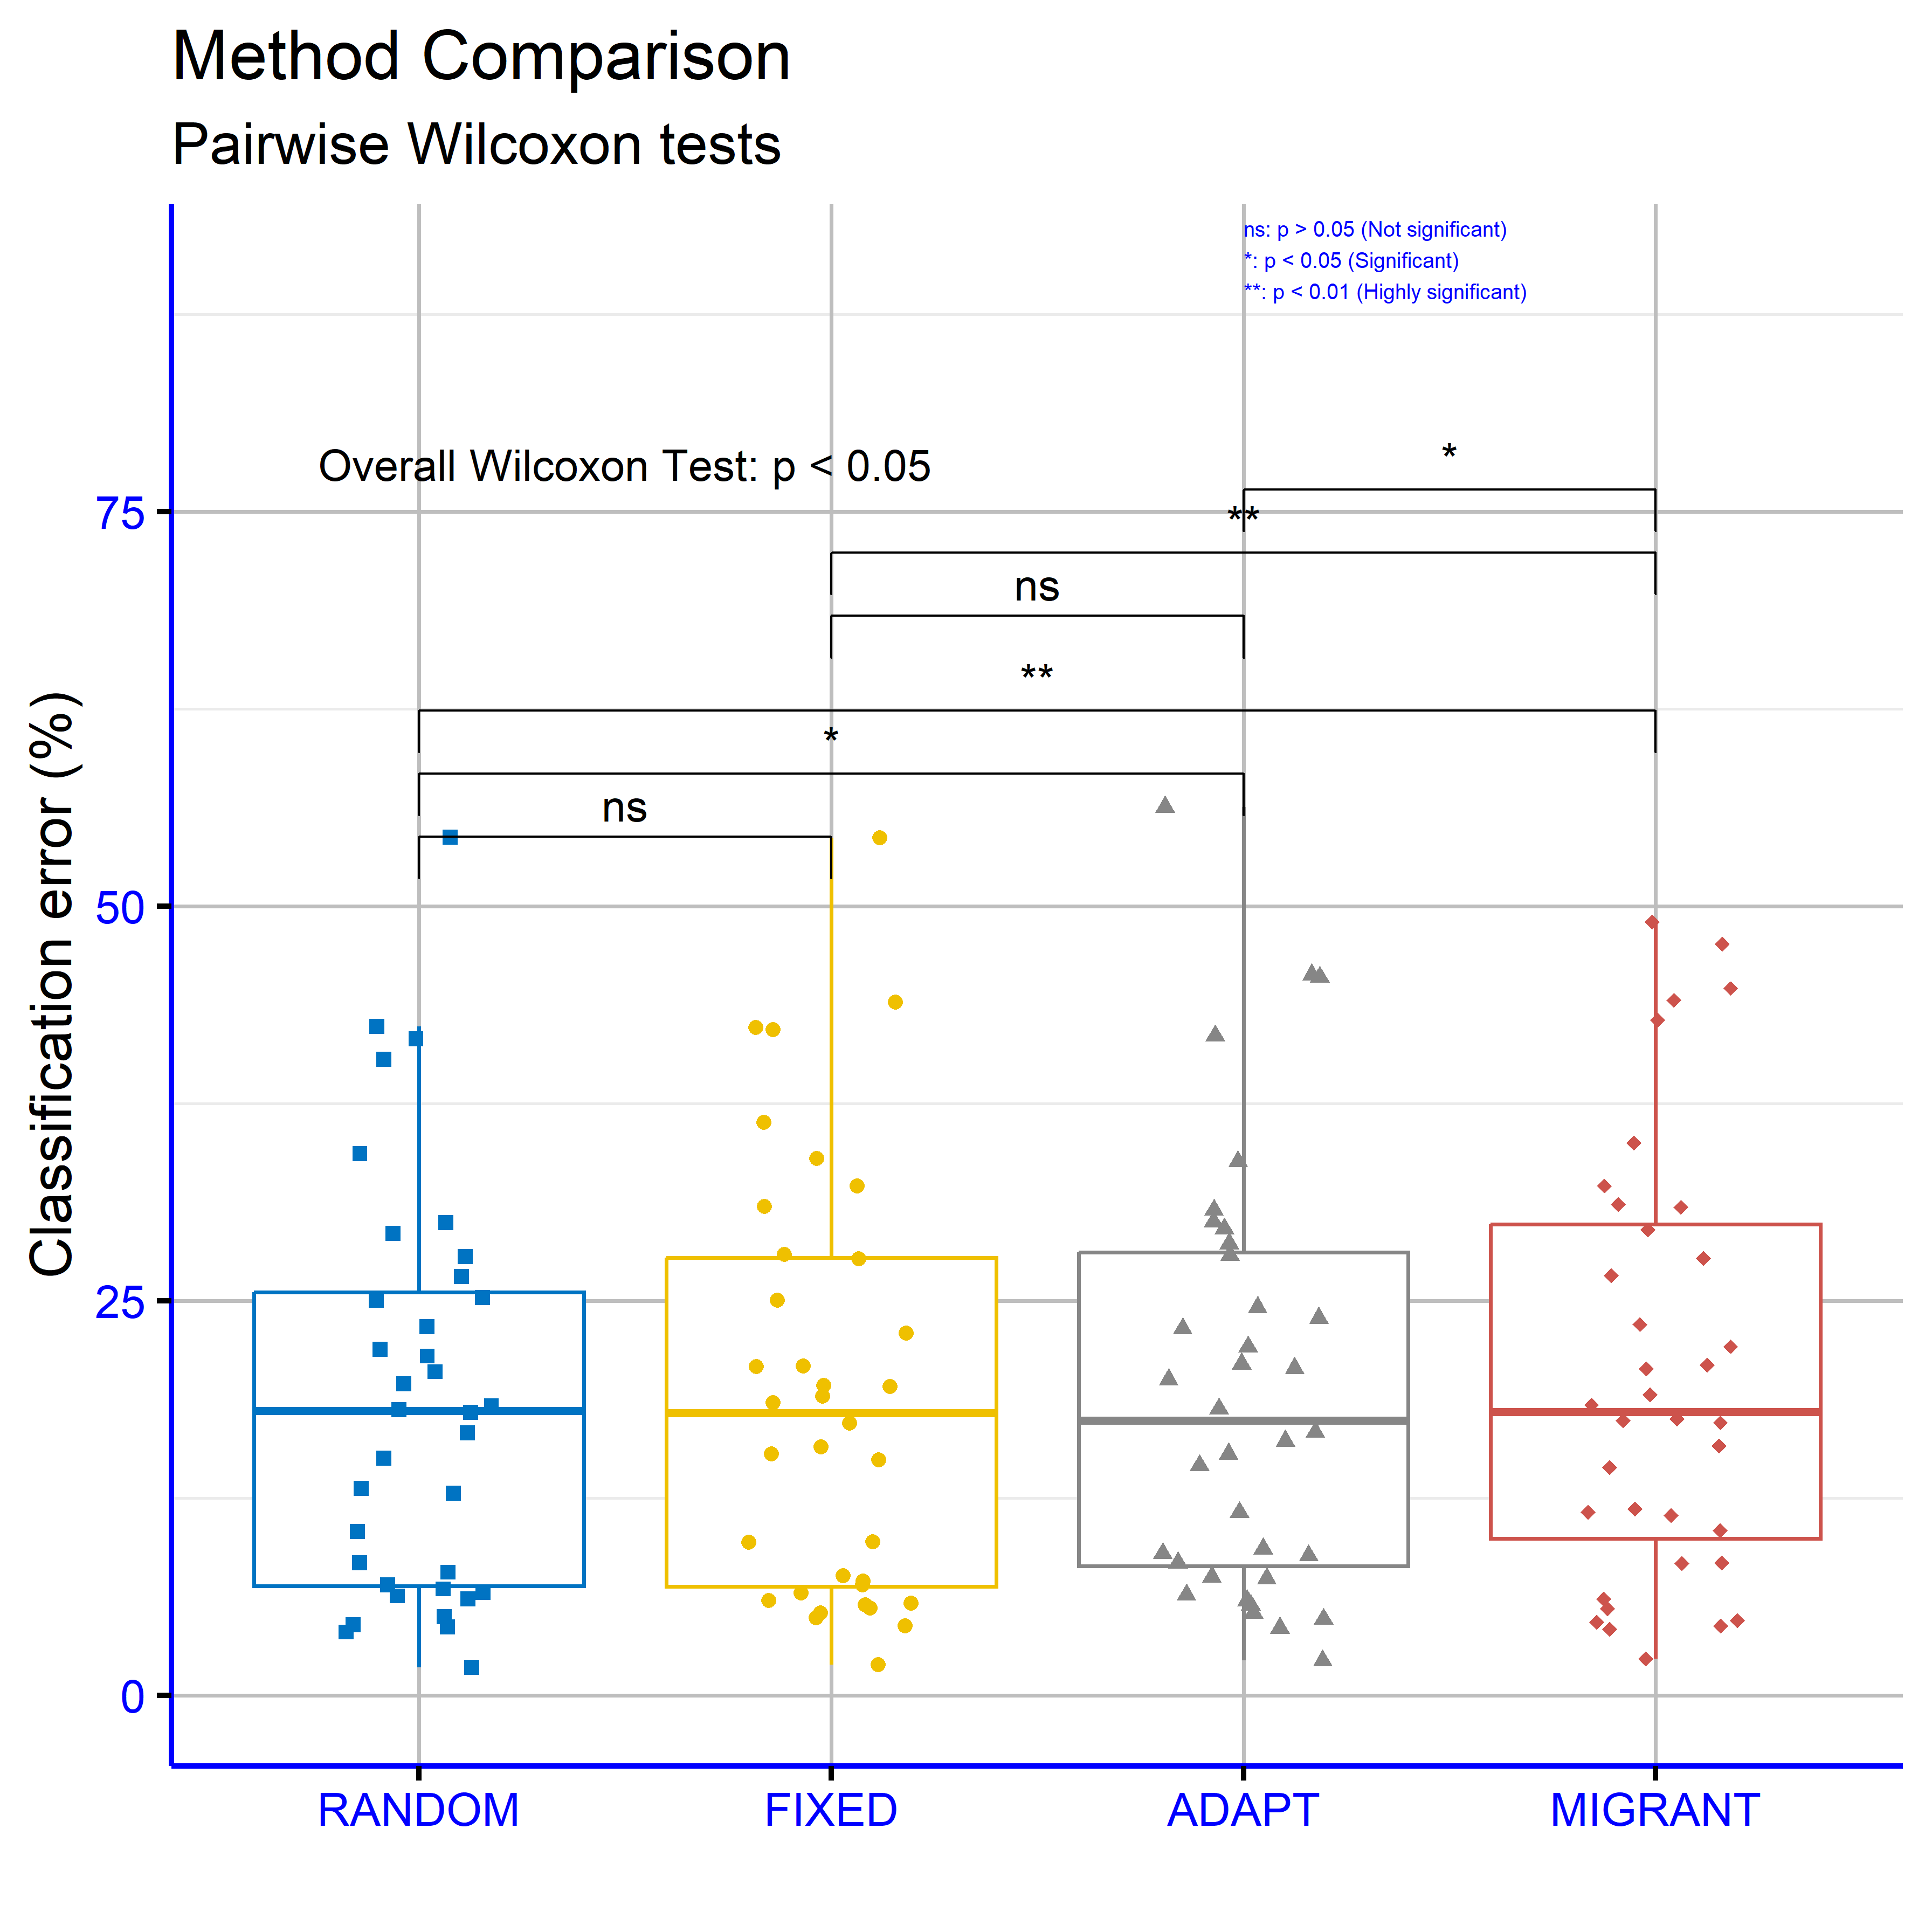 Method Comparison
Pairwise Wilcoxon tests
ns: p > 0.05 (Not significant)
*: p < 0.05 (Significant)
**: p < 0.01 (Highly significant)
Overall Wilcoxon Test: p < 0.05
*
**
ns
**
*
ns
Classification error (%)
75
50
25
0
RANDOM FIXED ADAPT MIGRANT